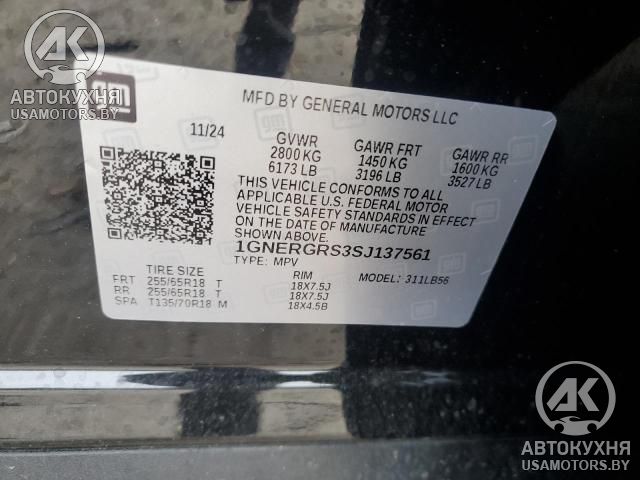 АК
АВТОКУХНЯ
USAMOTORS.BY
GM
MFD BY GENERAL MOTORS LLC
11/24 GVWR GAWR FRT GAWR RR
2800 KG 1450 KG 1600 KG
6173 LB 3196 LB 3527 LB
THIS VEHICLE CONFORMS TO ALL
APPLICABLE U.S. FEDERAL MOTOR
VEHICLE SAFETY STANDARDS IN EFFECT
ON THE DATE OF MANUFACTURE
SHOWN ABOVE.
1GNERGRS3SJ137561
TYPE: MPV
MODEL: 311LB56
TIRE SIZE RIM
FRT 255/65R18 T 18X7.5J
RR 255/65R18 T 18X7.5J
SPA T135/70R18 M 18X4.5B
АК
АВТОКУХНЯ
USAMOTORS.BY